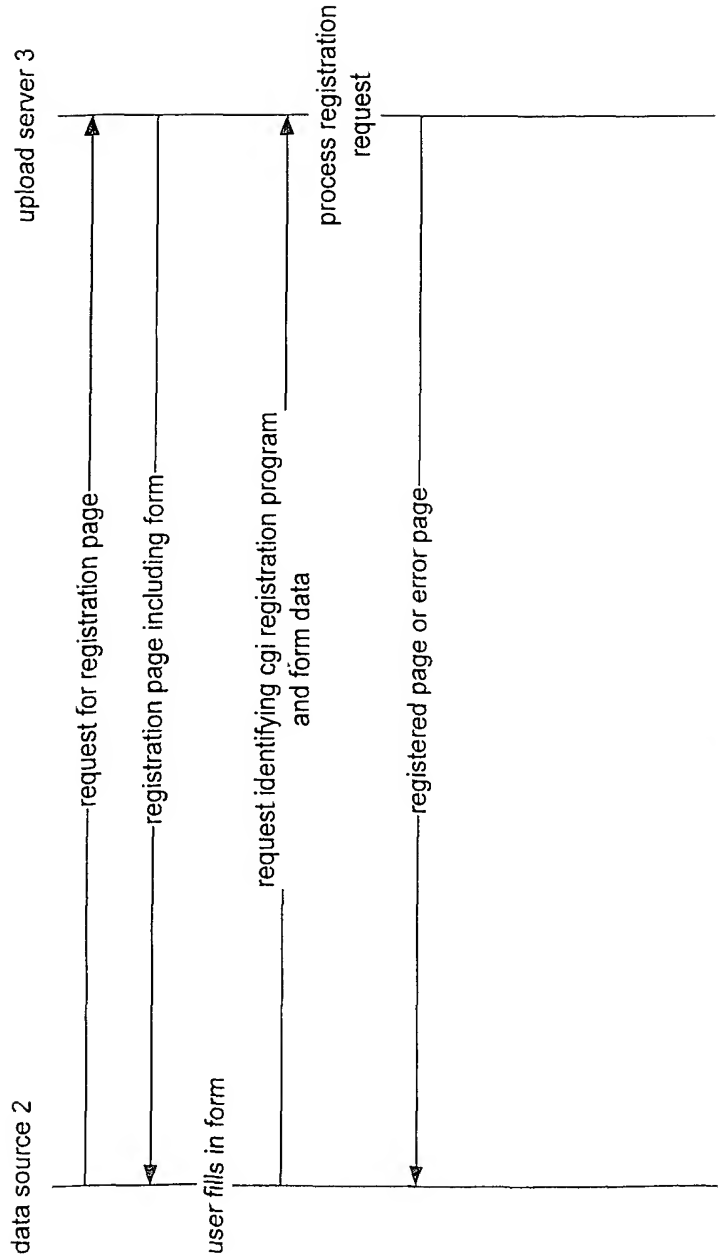 data source 2
upload server 3
request for registration page
registration page including form
user fills in form
request identifying cgi registration program
and form data
process registration
request
registered page or error page